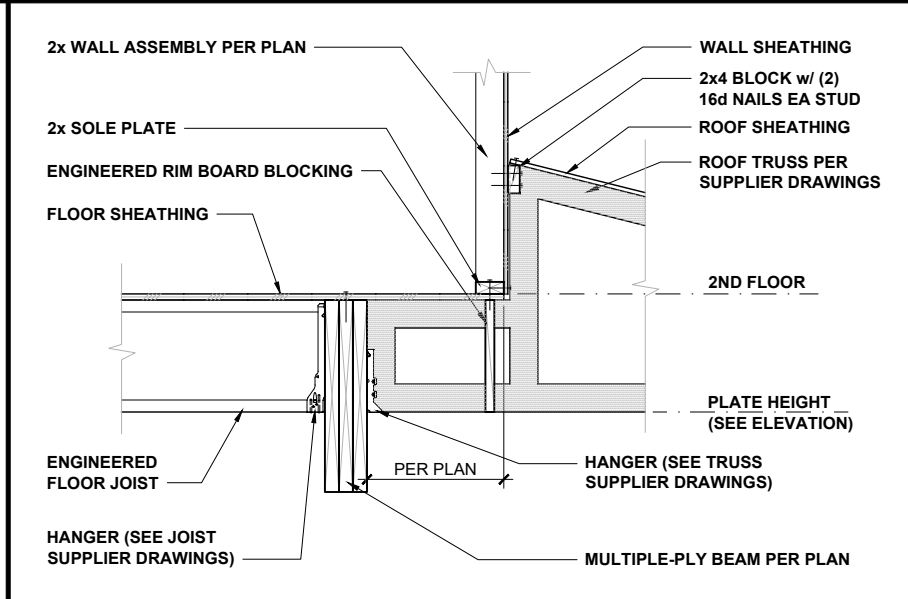 2x WALL ASSEMBLY PER PLAN
2x SOLE PLATE
ENGINEERED RIM BOARD BLOCKING
FLOOR SHEATHING
WALL SHEATHING
2x4 BLOCK w/ (2)
16d NAILS EA STUD
ROOF SHEATHING
ROOF TRUSS PER
SUPPLIER DRAWINGS
2ND FLOOR
PLATE HEIGHT
(SEE ELEVATION)
ENGINEERED
FLOOR JOIST
PER PLAN
HANGER (SEE TRUSS
SUPPLIER DRAWINGS)
HANGER (SEE JOIST
SUPPLIER DRAWINGS)
MULTIPLE-PLY BEAM PER PLAN